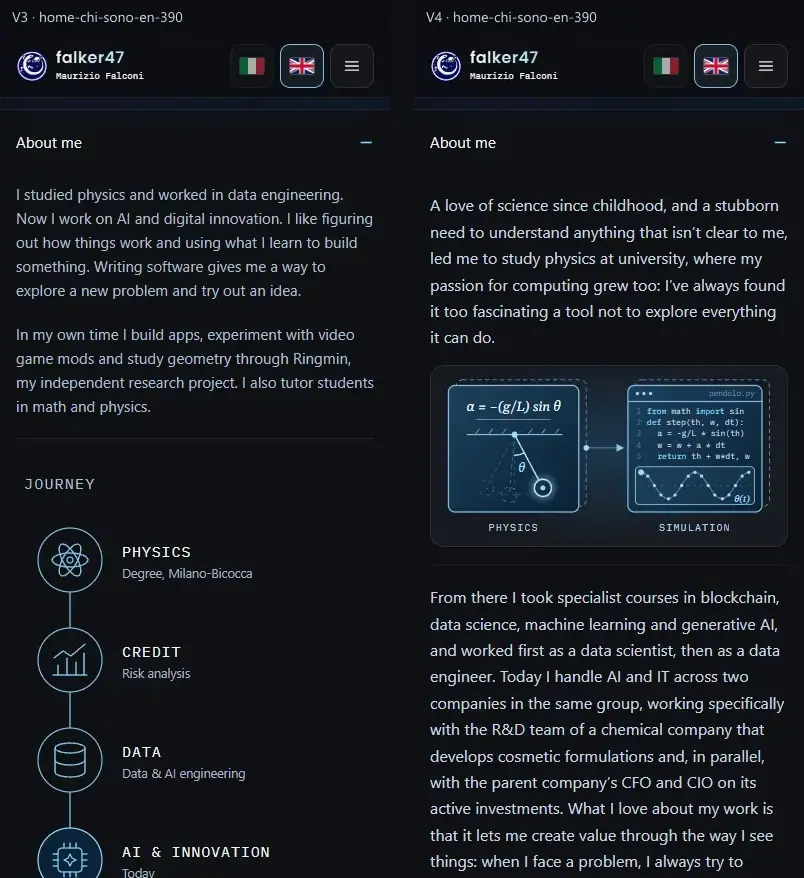 V3 · home-chi-sono-en-390
falker47
Maurizio Falconi
About me
I studied physics and worked in data engineering.
Now I work on AI and digital innovation. I like figuring
out how things work and using what I learn to build
something. Writing software gives me a way to
explore a new problem and try out an idea.
In my own time I build apps, experiment with video
game mods and study geometry through Ringmin,
my independent research project. I also tutor students
in math and physics.
JOURNEY
PHYSICS
Degree, Milano-Bicocca
CREDIT
Risk analysis
DATA
Data & AI engineering
AI & INNOVATION
Today
V4 · home-chi-sono-en-390
falker47
Maurizio Falconi
About me
A love of science since childhood, and a stubborn
need to understand anything that isn’t clear to me,
led me to study physics at university, where my
passion for computing grew too: I’ve always found
it too fascinating a tool not to explore everything
it can do.
α = −(g/L) sin θ
θ
PHYSICS
pendolo.py
1 from math import sin
2 def step(th, w, dt):
3 a = -g/L * sin(th)
4 w = w + a * dt
5 return th + w*dt, w
θ(t)
SIMULATION
From there I took specialist courses in blockchain,
data science, machine learning and generative AI,
and worked first as a data scientist, then as a data
engineer. Today I handle AI and IT across two
companies in the same group, working specifically
with the R&D team of a chemical company that
develops cosmetic formulations and, in parallel,
with the parent company’s CFO and CIO on its
active investments. What I love about my work is
that it lets me create value through the way I see
things: when I face a problem, I always try to